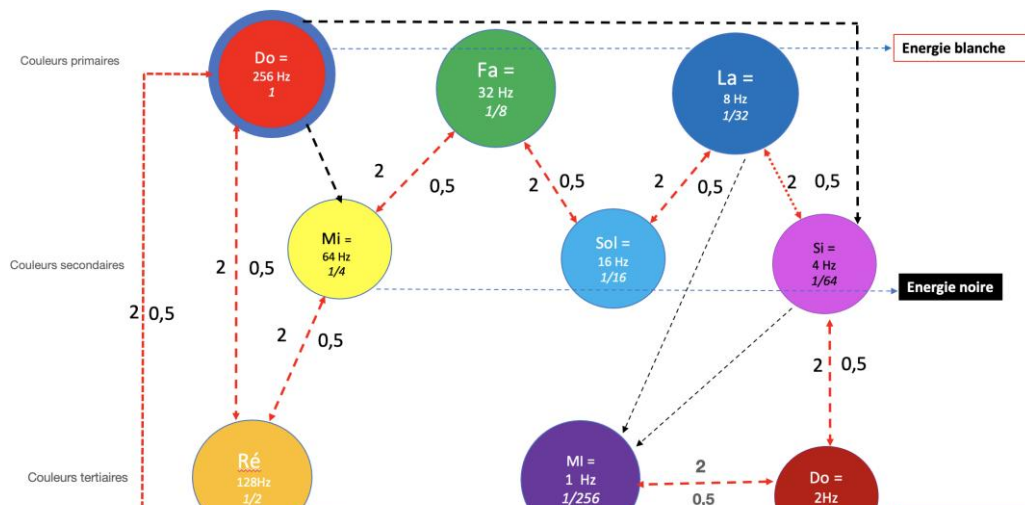 Couleurs primaires
Do =
256 Hz
1
Fa =
32 Hz
1/8
La =
8 Hz
1/32
Energie blanche
2
0,5
2
0,5
2
0,5
2
0,5
Couleurs secondaires
Mi =
64 Hz
1/4
Sol =
16 Hz
1/16
Si =
4 Hz
1/64
Energie noire
2
0,5
2
0,5
2
0,5
2
0,5
Couleurs tertiaires
Ré
128Hz
1/2
MI =
1 Hz
1/256
2
0,5
Do =
2Hz